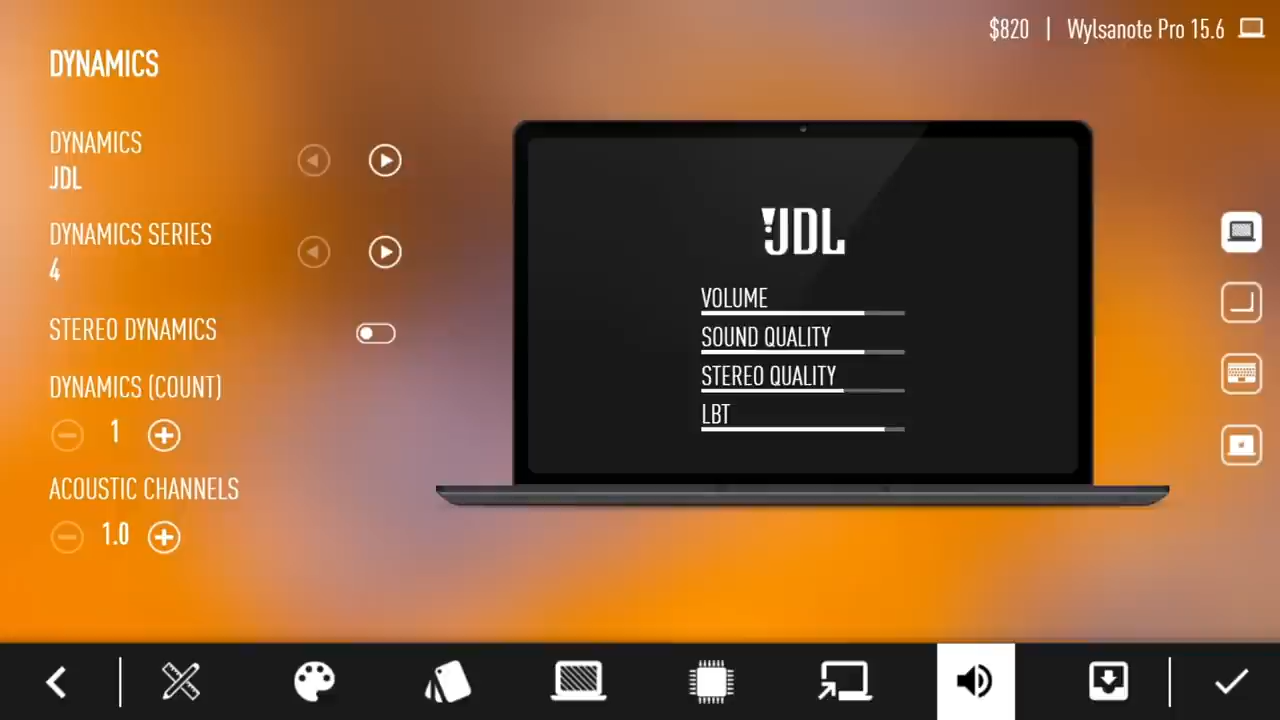 $820 | Wylsanote Pro 15.6
DYNAMICS
DYNAMICS
JDL
DYNAMICS SERIES
4
STEREO DYNAMICS
DYNAMICS (COUNT)
1
ACOUSTIC CHANNELS
1.0
JDL
VOLUME
SOUND QUALITY
STEREO QUALITY
LBT